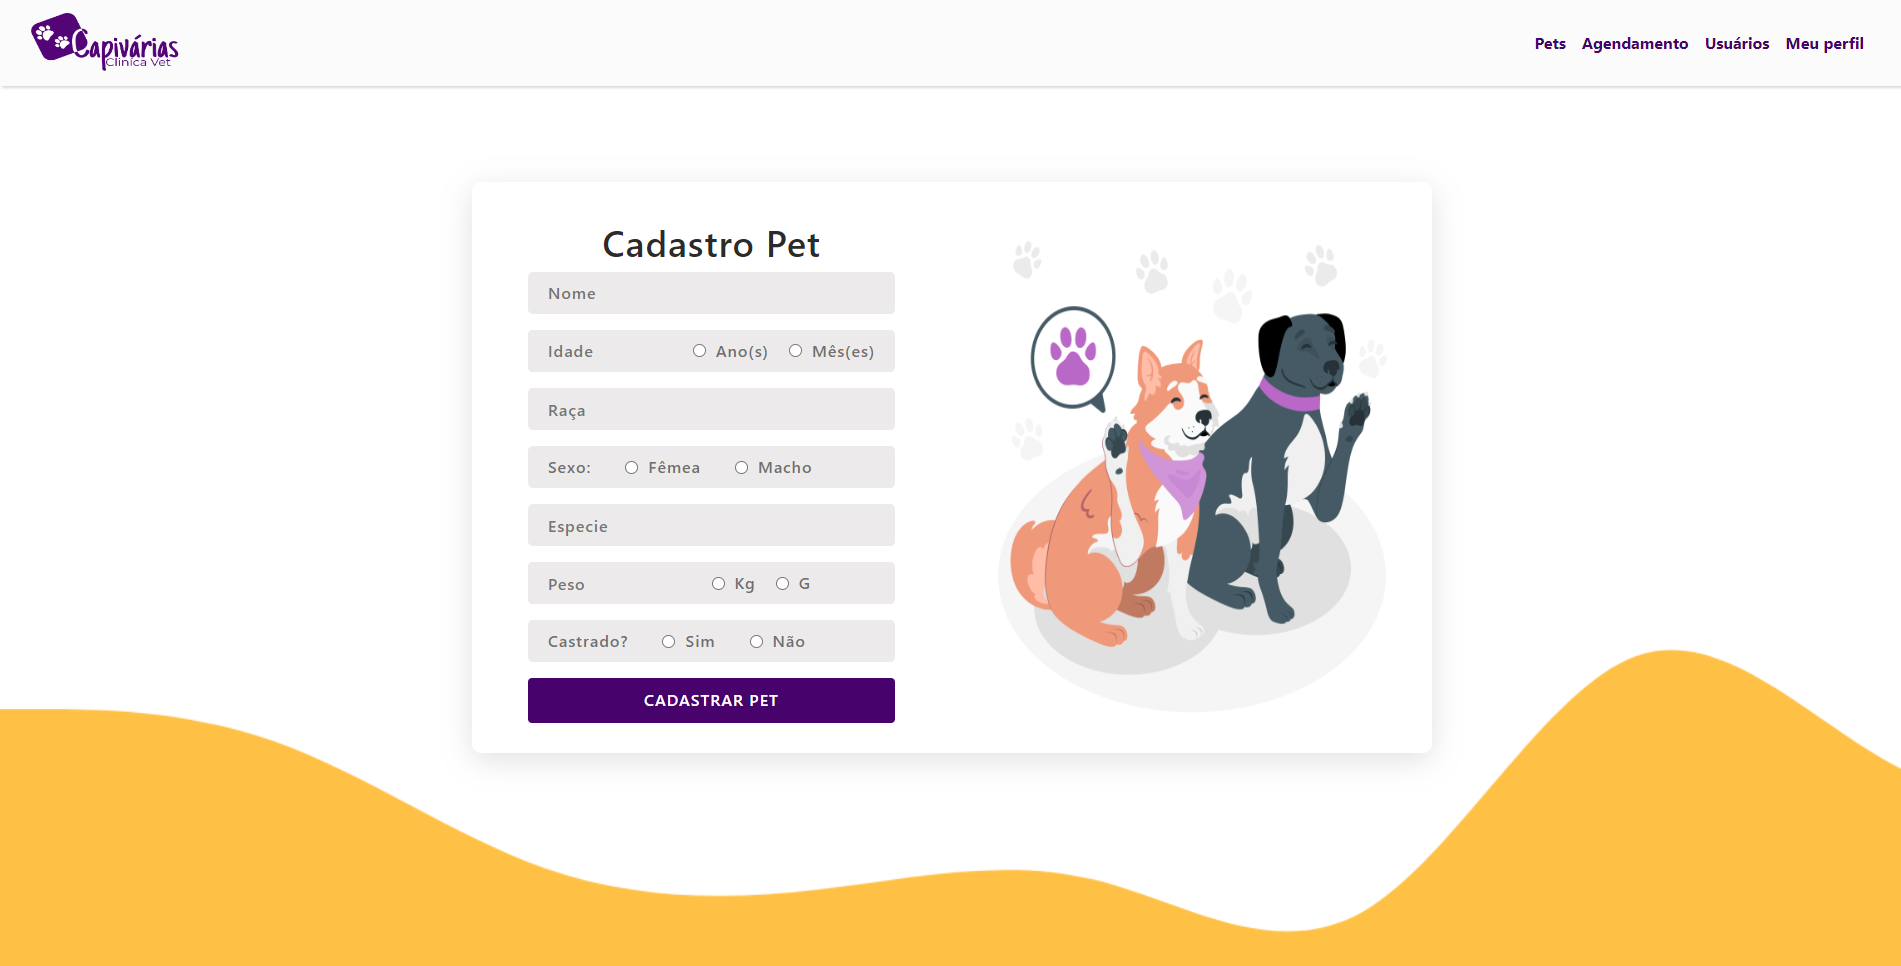 Capivárias
Clínica Vet
Pets Agendamento Usuários Meu perfil
Cadastro Pet
Nome
Idade Ano(s) Mês(es)
Raça
Sexo: Fêmea Macho
Especie
Peso Kg G
Castrado? Sim Não
CADASTRAR PET